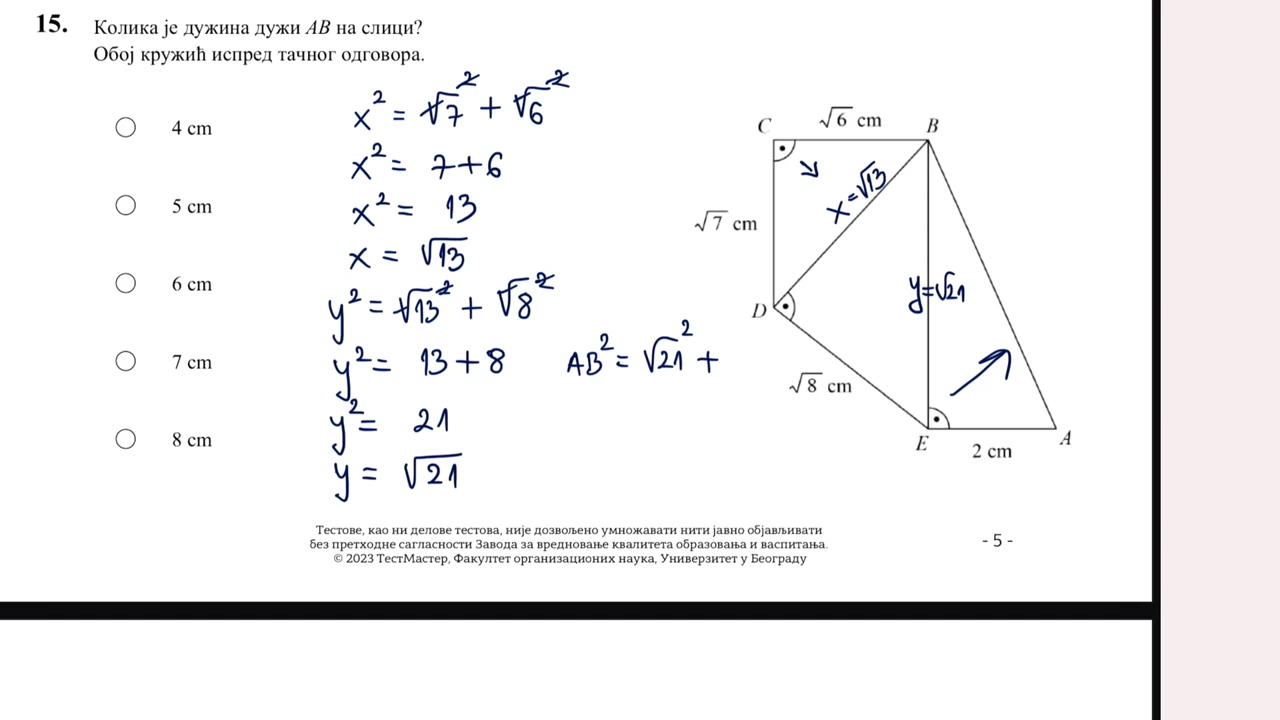 15. Колика је дужина дужи AB на слици?
Обој кружић испред тачног одговора.
4 cm
5 cm
6 cm
7 cm
8 cm
x² = √7² + √6²
x² = 7+6
x² = 13
x = √13
y² = √13² + √8²
y² = 13+8
y² = 21
y = √21
AB² = √21² +
C
√6 cm
B
√7 cm
x=√13
D
y=√21
√8 cm
E
2 cm
A
Тестове, као ни делове тестова, није дозвољено умножавати нити јавно објављивати
без претходне сагласности Завода за вредновање квалитета образовања и васпитања.
© 2023 ТестМастер, Факултет организационих наука, Универзитет у Београду
- 5 -